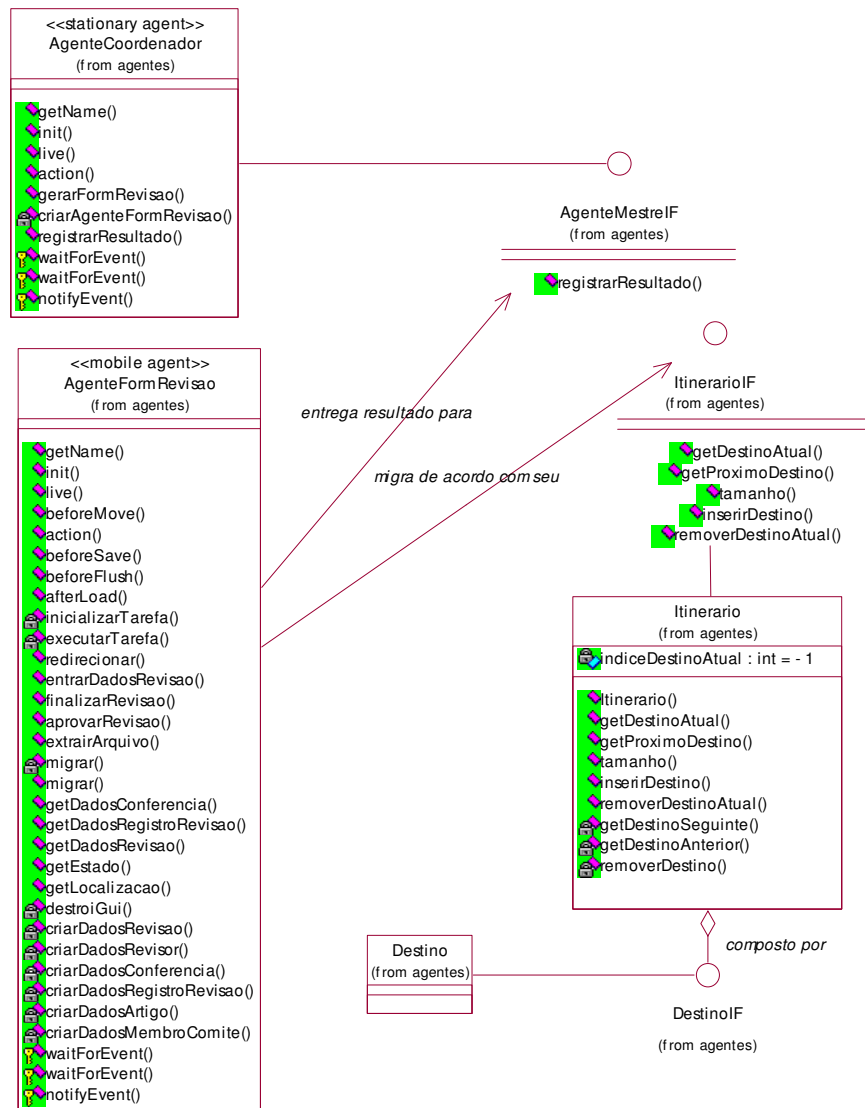 <<stationary agent>>
AgenteCoordenador
(from agentes)
getName()
init()
live()
action()
gerarFormRevisao()
criarAgenteFormRevisao()
registrarResultado()
waitForEvent()
waitForEvent()
notifyEvent()
AgenteMestreIF
(from agentes)
registrarResultado()
<<mobile agent>>
AgenteFormRevisao
(from agentes)
getName()
init()
live()
beforeMove()
action()
beforeSave()
beforeFlush()
afterLoad()
inicializarTarefa()
executarTarefa()
redirecionar()
entrarDadosRevisao()
finalizarRevisao()
aprovarRevisao()
extrairArquivo()
migrar()
migrar()
getDadosConferencia()
getDadosRegistroRevisao()
getDadosRevisao()
getEstado()
getLocalizacao()
destroiGui()
criarDadosRevisao()
criarDadosRevisor()
criarDadosConferencia()
criarDadosRegistroRevisao()
criarDadosArtigo()
criarDadosMembroComite()
waitForEvent()
waitForEvent()
notifyEvent()
entrega resultado para
migra de acordo com seu
ItinerarioIF
(from agentes)
getDestinoAtual()
getProximoDestino()
tamanho()
inserirDestino()
removerDestinoAtual()
Itinerario
(from agentes)
indiceDestinoAtual : int = - 1
Itinerario()
getDestinoAtual()
getProximoDestino()
tamanho()
inserirDestino()
removerDestinoAtual()
getDestinoSeguinte()
getDestinoAnterior()
removerDestino()
composto por
Destino
(from agentes)
DestinoIF
(from agentes)